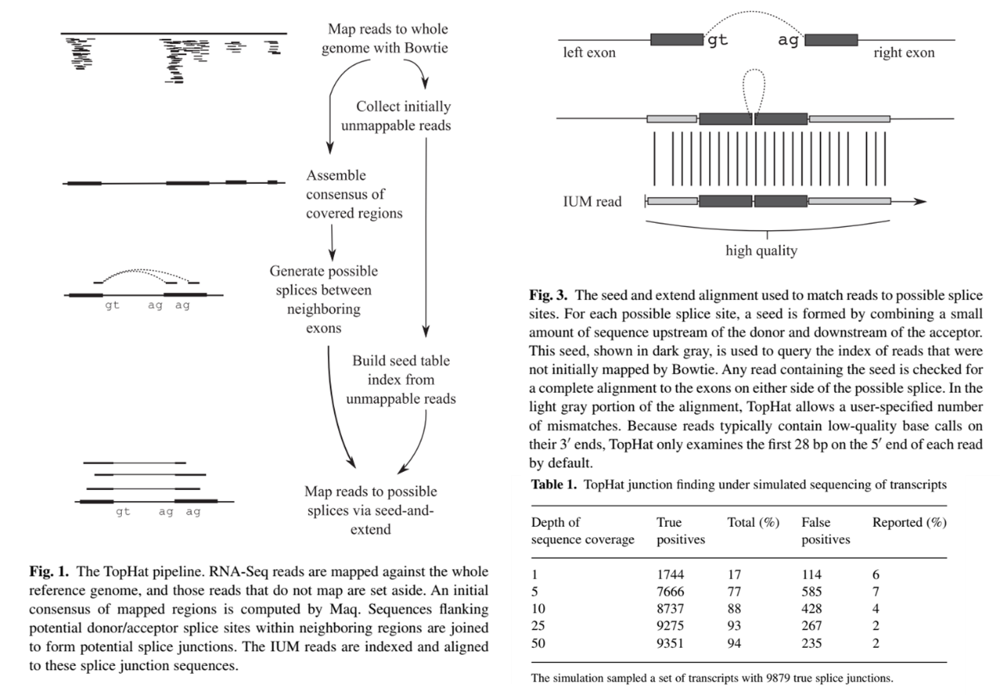 Map reads to whole
genome with Bowtie
Collect initially
unmappable reads
Assemble
consensus of
covered regions
Generate possible
splices between
neighboring
exons
gt ag ag
Build seed table
index from
unmappable reads
Map reads to possible
splices via seed-and-
extend
gt ag ag
Fig. 1. The TopHat pipeline. RNA-Seq reads are mapped against the whole
reference genome, and those reads that do not map are set aside. An initial
consensus of mapped regions is computed by Maq. Sequences flanking
potential donor/acceptor splice sites within neighboring regions are joined
to form potential splice junctions. The IUM reads are indexed and aligned
to these splice junction sequences.
gt ag
left exon right exon
IUM read
high quality
Fig. 3. The seed and extend alignment used to match reads to possible splice
sites. For each possible splice site, a seed is formed by combining a small
amount of sequence upstream of the donor and downstream of the acceptor.
This seed, shown in dark gray, is used to query the index of reads that were
not initially mapped by Bowtie. Any read containing the seed is checked for
a complete alignment to the exons on either side of the possible splice. In the
light gray portion of the alignment, TopHat allows a user-specified number
of mismatches. Because reads typically contain low-quality base calls on
their 3′ ends, TopHat only examines the first 28 bp on the 5′ end of each read
by default.
Table 1. TopHat junction finding under simulated sequencing of transcripts
Depth of True Total (%) False Reported (%)
sequence coverage positives positives
1 1744 17 114 6
5 7666 77 585 7
10 8737 88 428 4
25 9275 93 267 2
50 9351 94 235 2
The simulation sampled a set of transcripts with 9879 true splice junctions.